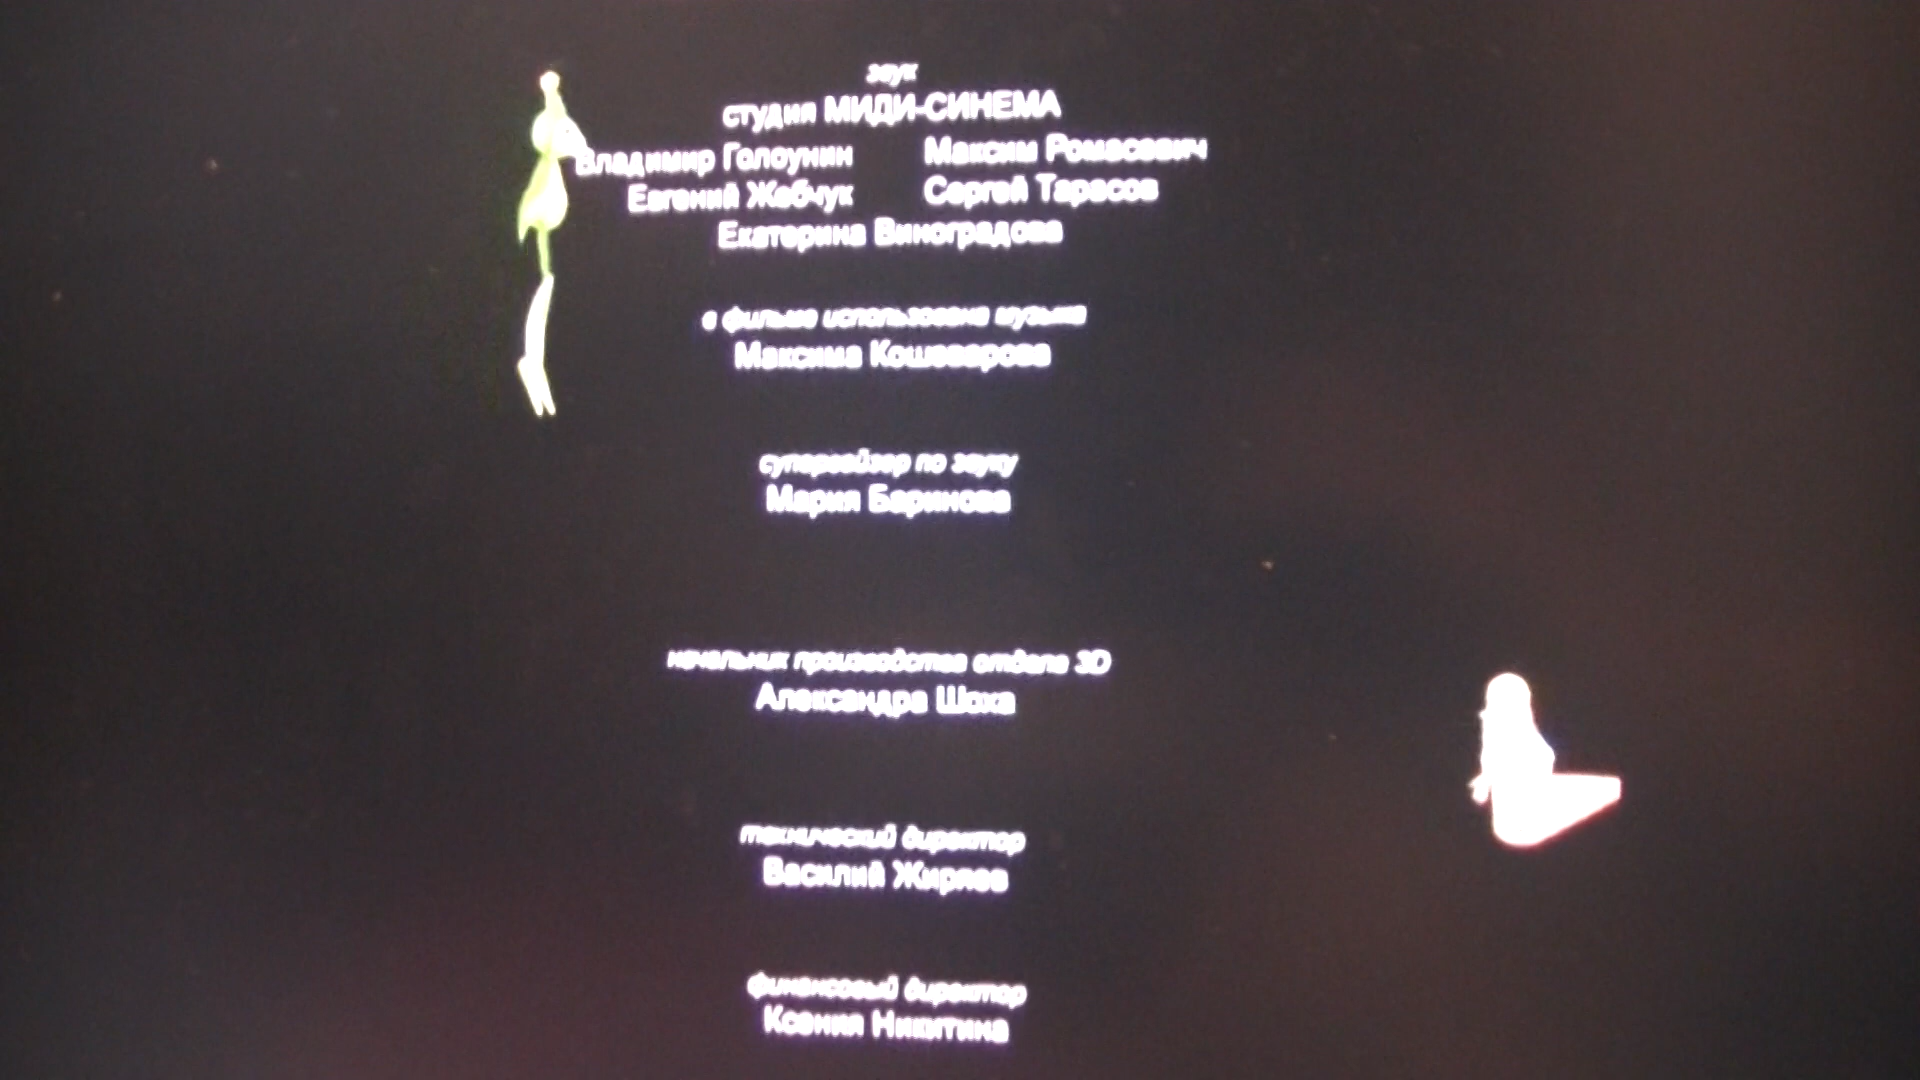 звук
студия МИДИ-СИНЕМА
Владимир Голоунин Максим Ромасевич
Евгений Жабчук Сергей Тарасов
Екатерина Виноградова
в фильме использована музыка
Максима Кошеварова
супервайзер по звуку
Мария Баринова
начальник производства отдела 3D
Александра Шоха
технический директор
Василий Жиряев
финансовый директор
Ксения Никитина